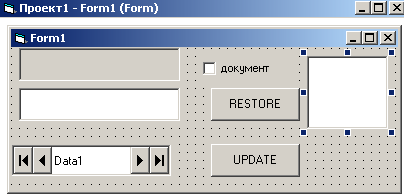 Проект1 - Form1 (Form)
Form1
документ
RESTORE
Data1
UPDATE